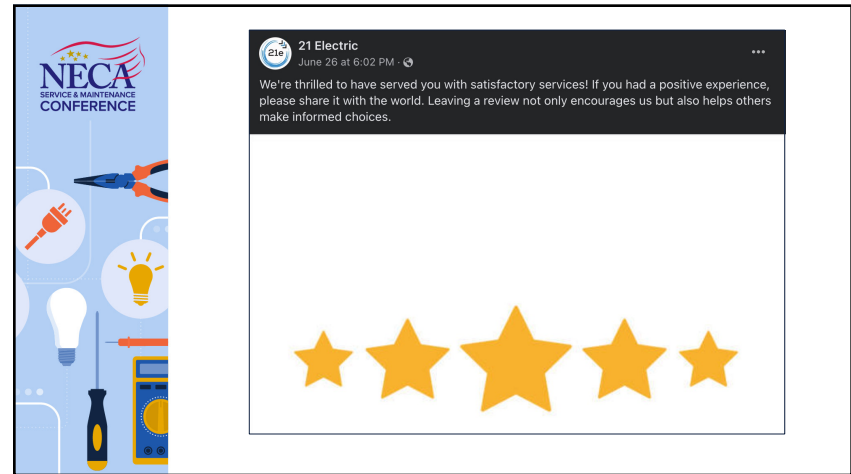 NECA
SERVICE & MAINTENANCE
CONFERENCE
21e
21 Electric
June 26 at 6:02 PM ·
We're thrilled to have served you with satisfactory services! If you had a positive experience,
please share it with the world. Leaving a review not only encourages us but also helps others
make informed choices.